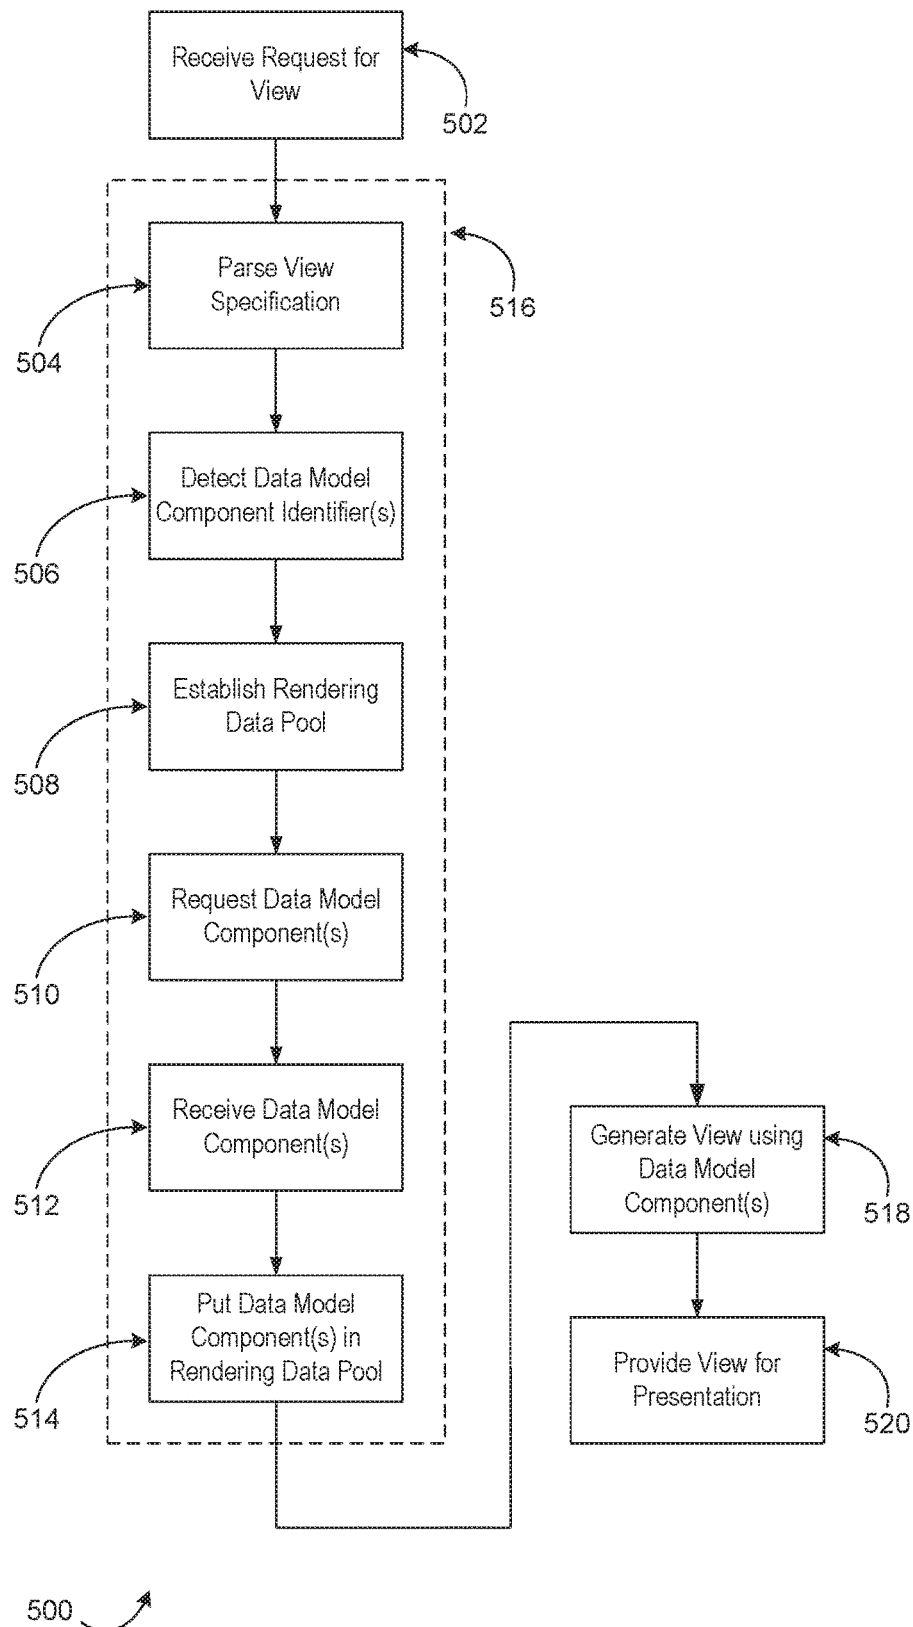 Receive Request for
View
502
Parse View
Specification
504
516
Detect Data Model
Component Identifier(s)
506
Establish Rendering
Data Pool
508
Request Data Model
Component(s)
510
Receive Data Model
Component(s)
512
Put Data Model
Component(s) in
Rendering Data Pool
514
Generate View using
Data Model
Component(s)
518
Provide View for
Presentation
520
500